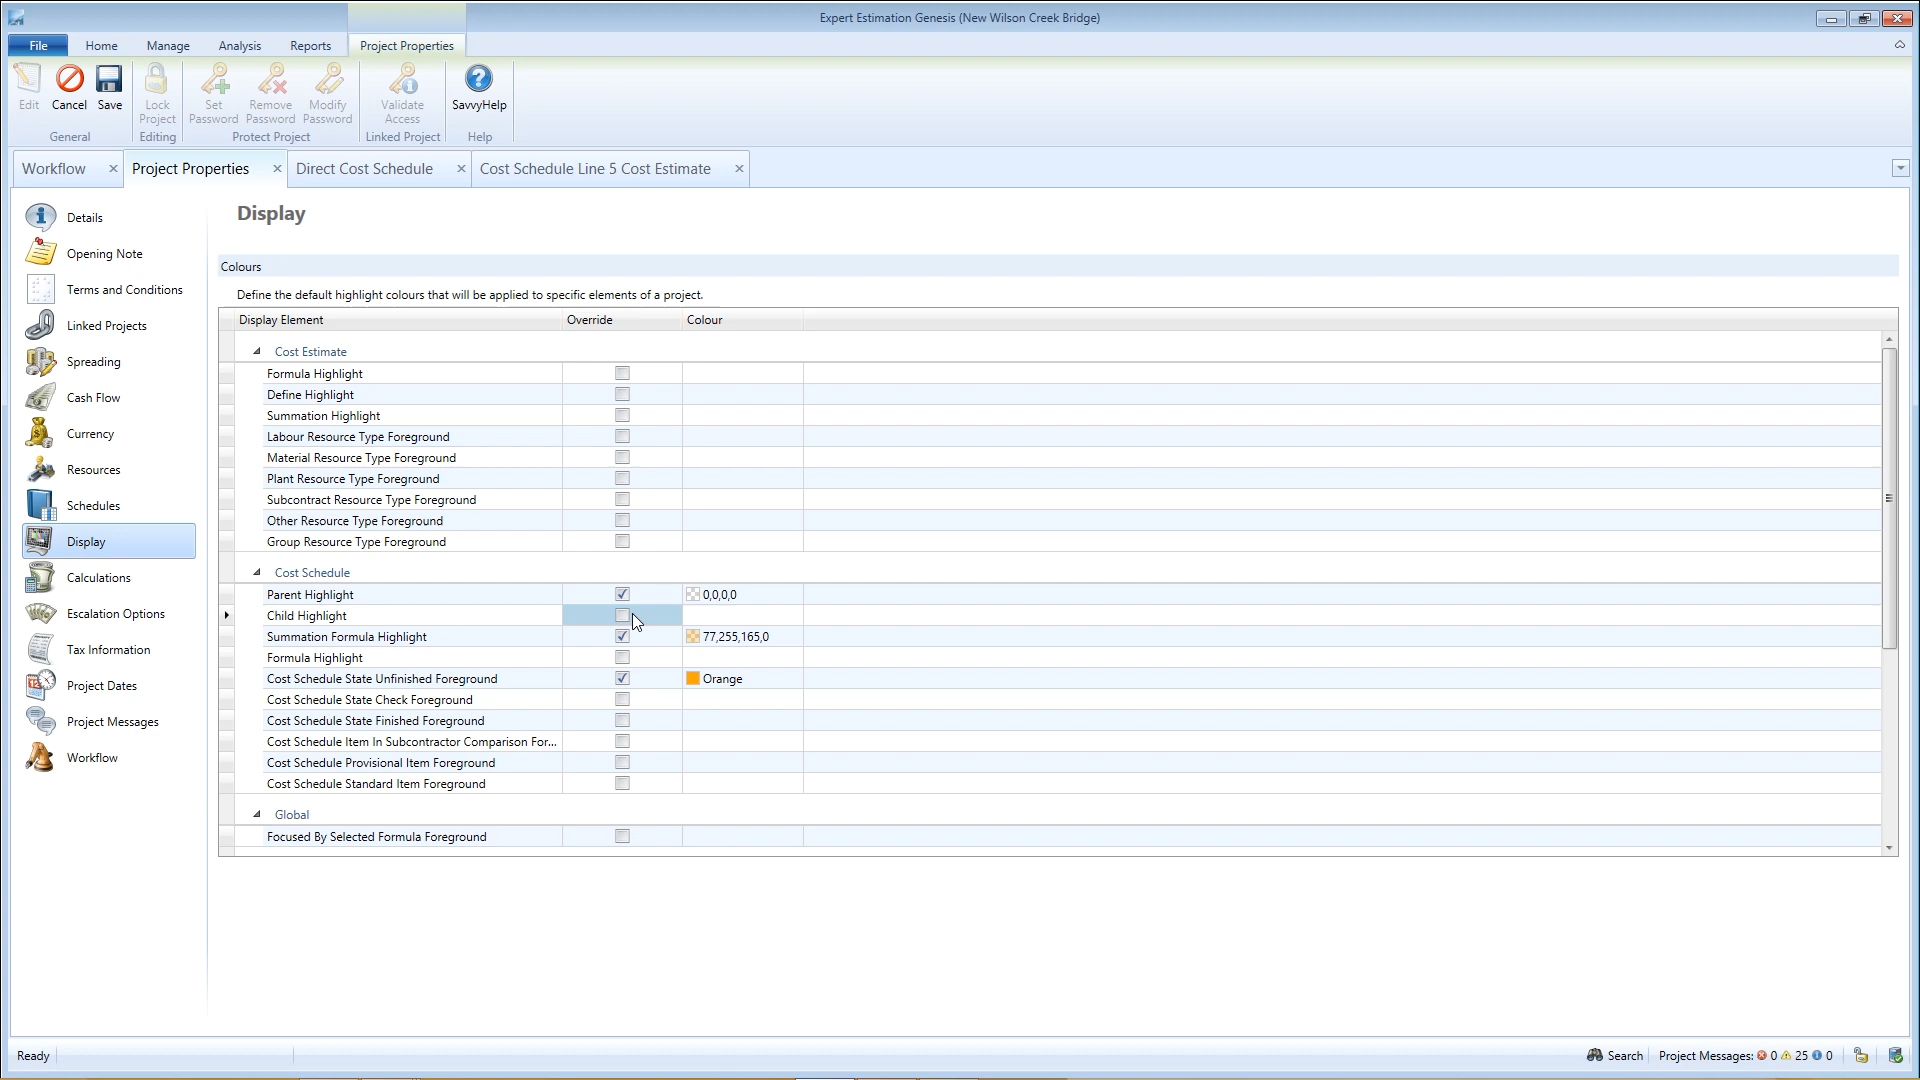 Expert Estimation Genesis (New Wilson Creek Bridge)
File Home Manage Analysis Reports Project Properties
Edit Cancel Save Lock Project Set Password Remove Password Modify Password Validate Access SavvyHelp
General Editing Protect Project Linked Project Help
Workflow Project Properties Direct Cost Schedule Cost Schedule Line 5 Cost Estimate
Details
Opening Note
Terms and Conditions
Linked Projects
Spreading
Cash Flow
Currency
Resources
Schedules
Display
Calculations
Escalation Options
Tax Information
Project Dates
Project Messages
Workflow
Display
Colours
Define the default highlight colours that will be applied to specific elements of a project.
Display Element Override Colour
Cost Estimate
Formula Highlight
Define Highlight
Summation Highlight
Labour Resource Type Foreground
Material Resource Type Foreground
Plant Resource Type Foreground
Subcontract Resource Type Foreground
Other Resource Type Foreground
Group Resource Type Foreground
Cost Schedule
Parent Highlight 0,0,0,0
Child Highlight
Summation Formula Highlight 77,255,165,0
Formula Highlight
Cost Schedule State Unfinished Foreground Orange
Cost Schedule State Check Foreground
Cost Schedule State Finished Foreground
Cost Schedule Item In Subcontractor Comparison For...
Cost Schedule Provisional Item Foreground
Cost Schedule Standard Item Foreground
Global
Focused By Selected Formula Foreground
Ready Search Project Messages: 0 25 0